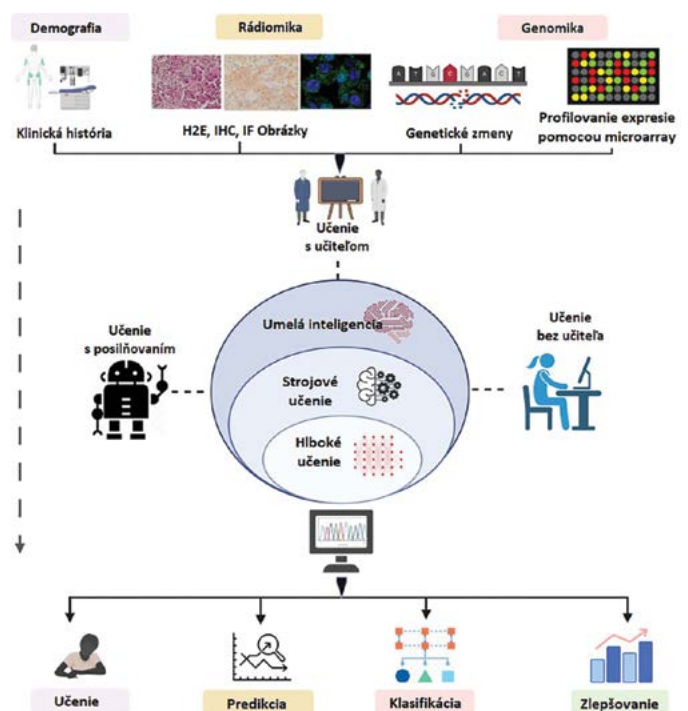 Demografia
Rádiomika
Genomika
A T G C G A C T
Klinická história
H2E, IHC, IF Obrázky
Genetické zmeny
Profilovanie expresie
pomocou microarray
Učenie
s učiteľom
Umelá inteligencia
Učenie
s posilňovaním
Učenie
bez učiteľa
Strojové
učenie
Hlboké
učenie
Učenie
Predikcia
Klasifikácia
Zlepšovanie